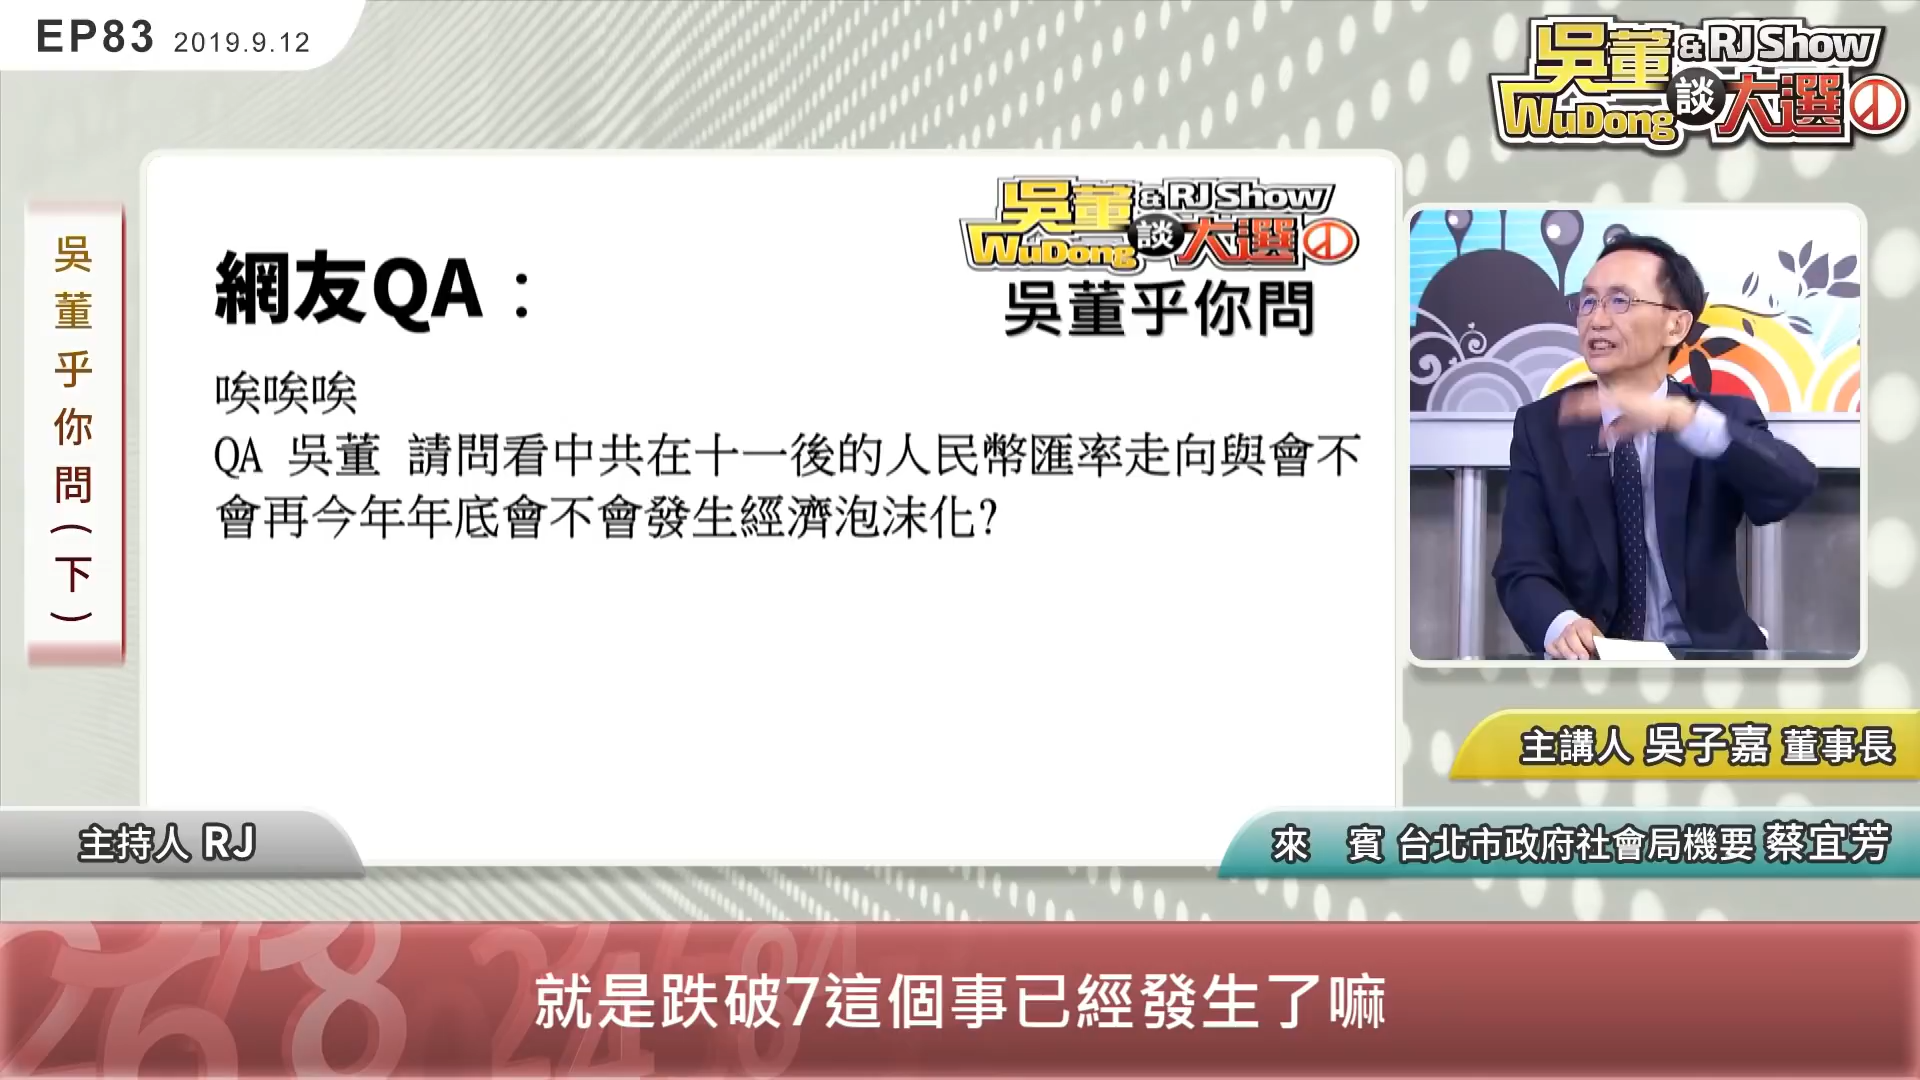 EP83 2019.9.12
吳董 & RJ Show
WuDong 談大選
吳董乎你問(下)
吳董 & RJ Show
WuDong 談大選
吳董乎你問
網友QA：
唉唉唉
QA 吳董 請問看中共在十一後的人民幣匯率走向與會不
會再今年年底會不會發生經濟泡沫化?
主講人 吳子嘉 董事長
主持人 RJ
來 賓 台北市政府社會局機要 蔡宜芳
就是跌破7這個事已經發生了嘛